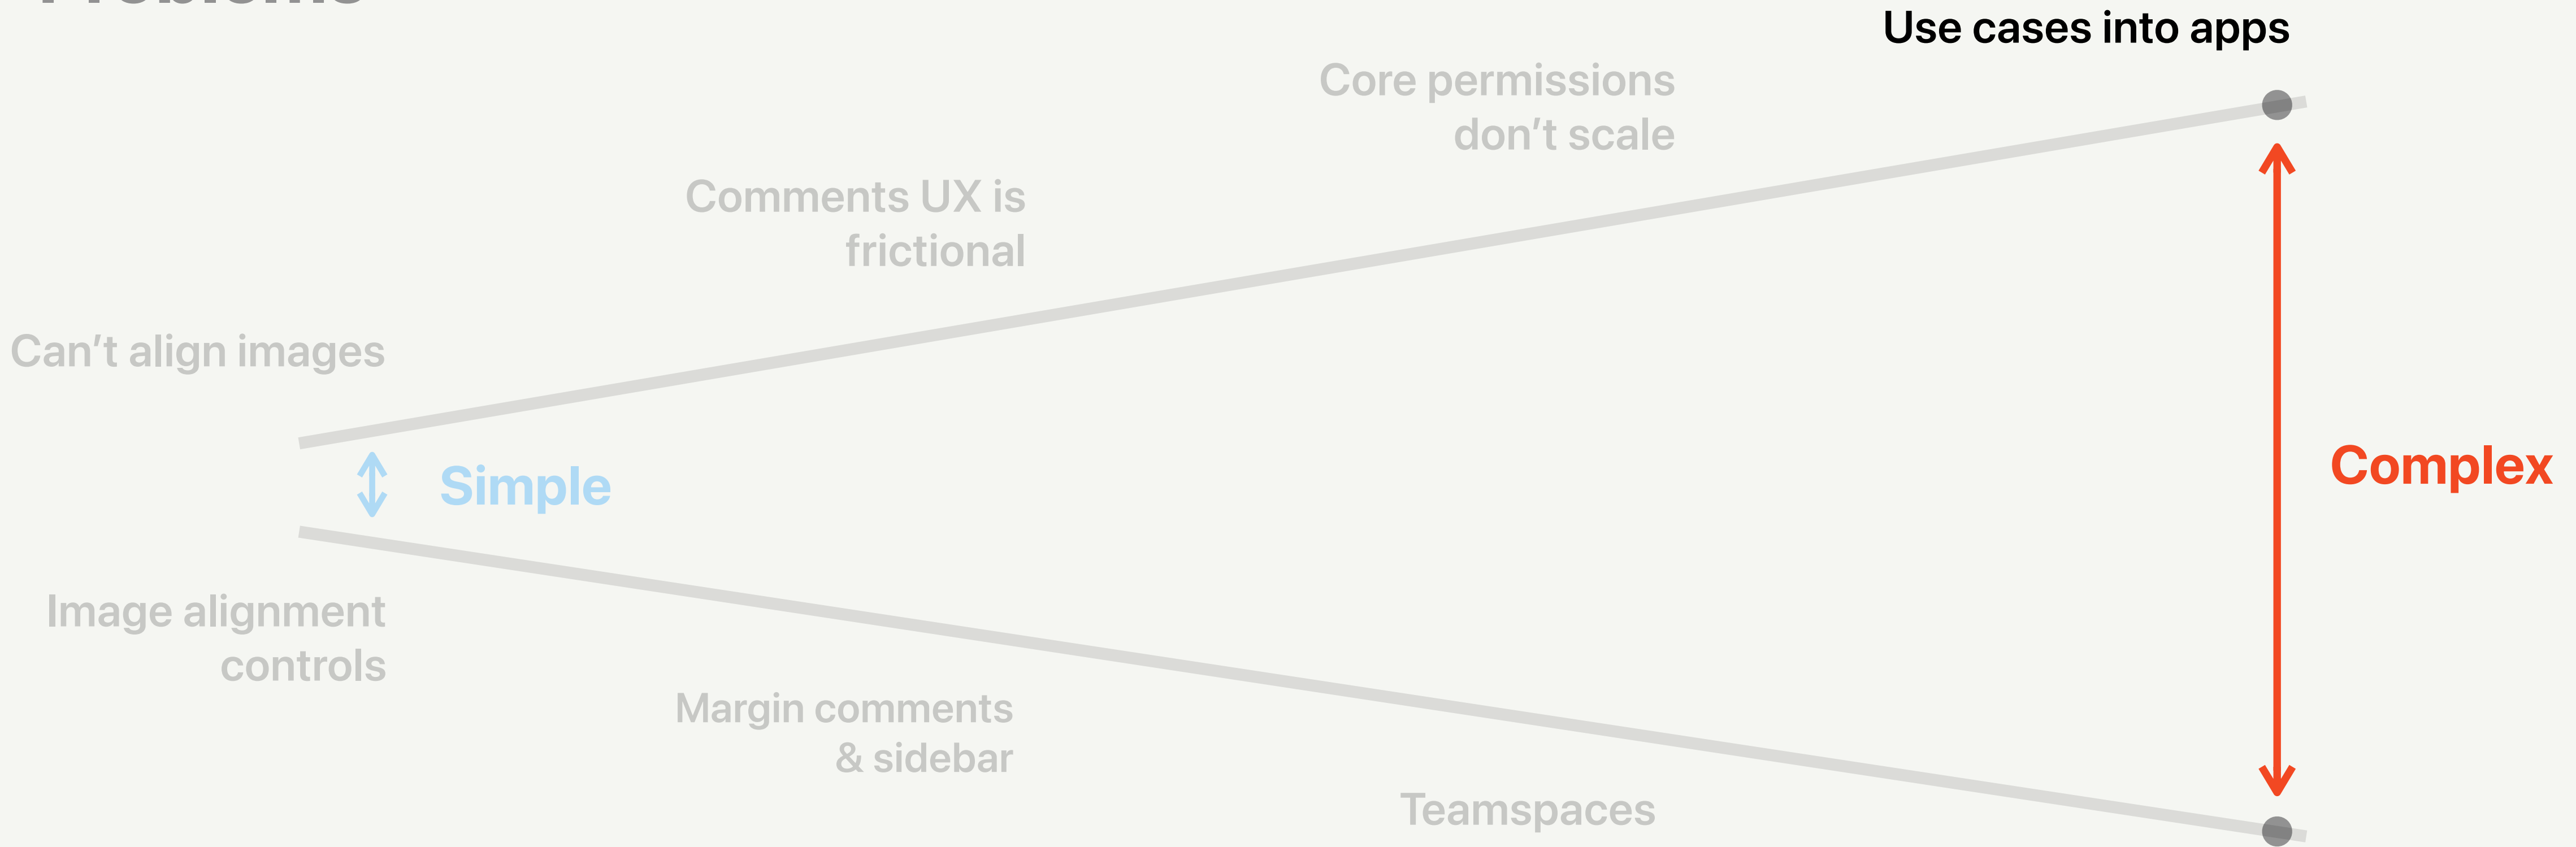 Problems
Use cases into apps
Core permissions
don’t scale
Comments UX is
frictional
Can’t align images
Simple
Complex
Image alignment
controls
Margin comments
& sidebar
Teamspaces